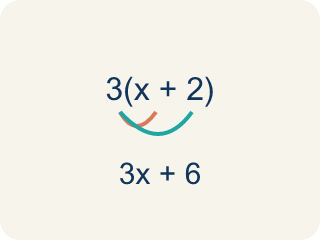 3(x + 2)
3x + 6